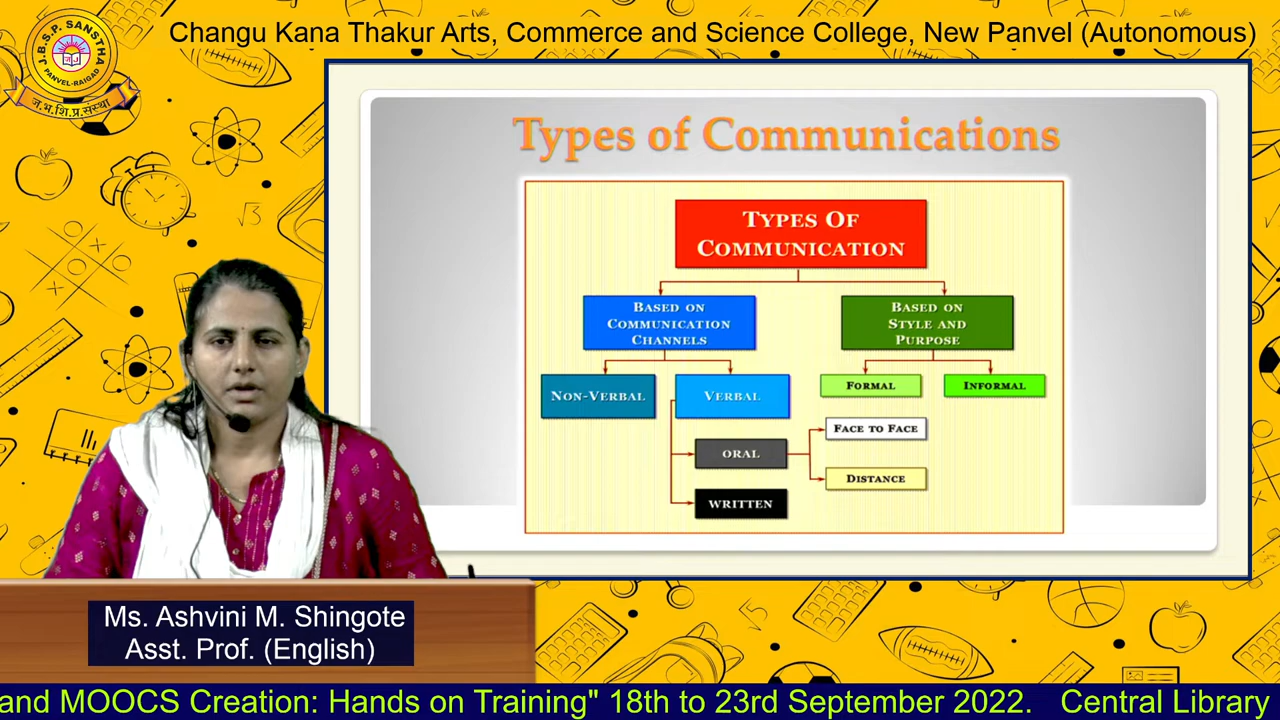 Changu Kana Thakur Arts, Commerce and Science College, New Panvel (Autonomous)
J.B.S.P. SANSTHA
PANVEL-RAIGAD
ज.भ.शि.प्र.संस्था
Types of Communications
TYPES OF
COMMUNICATION
BASED ON
COMMUNICATION
CHANNELS
BASED ON
STYLE AND
PURPOSE
NON-VERBAL
VERBAL
FORMAL
INFORMAL
FACE TO FACE
ORAL
DISTANCE
WRITTEN
√3
Ms. Ashvini M. Shingote
Asst. Prof. (English)
and MOOCS Creation: Hands on Training" 18th to 23rd September 2022. Central Library